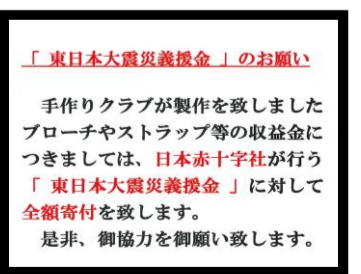 「 東日本大震災義援金 」のお願い
　手作りクラブが製作を致しました
ブローチやストラップ等の収益金に
つきましては、日本赤十字社が行う
「 東日本大震災義援金 」に対して
全額寄付を致します。
　是非、御協力を御願い致します。